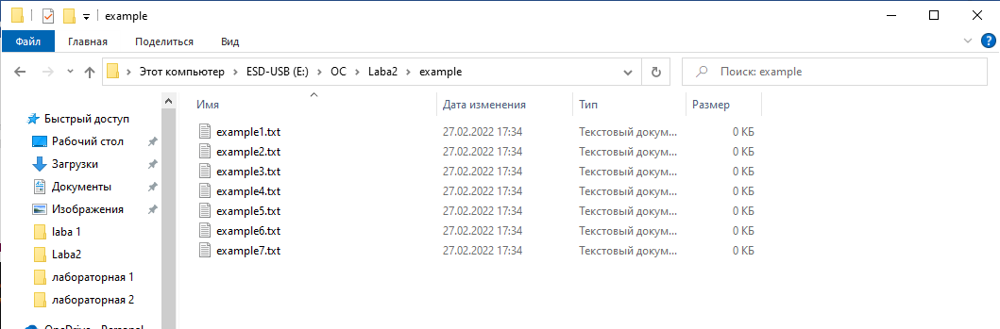 example
Файл Главная Поделиться Вид
Этот компьютер ESD-USB (E:) ОС Laba2 example Поиск: example
Имя Дата изменения Тип Размер
Быстрый доступ
Рабочий стол
Загрузки
Документы
Изображения
laba 1
Laba2
лабораторная 1
лабораторная 2
OneDrive - Personal
example1.txt 27.02.2022 17:34 Текстовый докум... 0 КБ
example2.txt 27.02.2022 17:34 Текстовый докум... 0 КБ
example3.txt 27.02.2022 17:34 Текстовый докум... 0 КБ
example4.txt 27.02.2022 17:34 Текстовый докум... 0 КБ
example5.txt 27.02.2022 17:34 Текстовый докум... 0 КБ
example6.txt 27.02.2022 17:34 Текстовый докум... 0 КБ
example7.txt 27.02.2022 17:34 Текстовый докум... 0 КБ